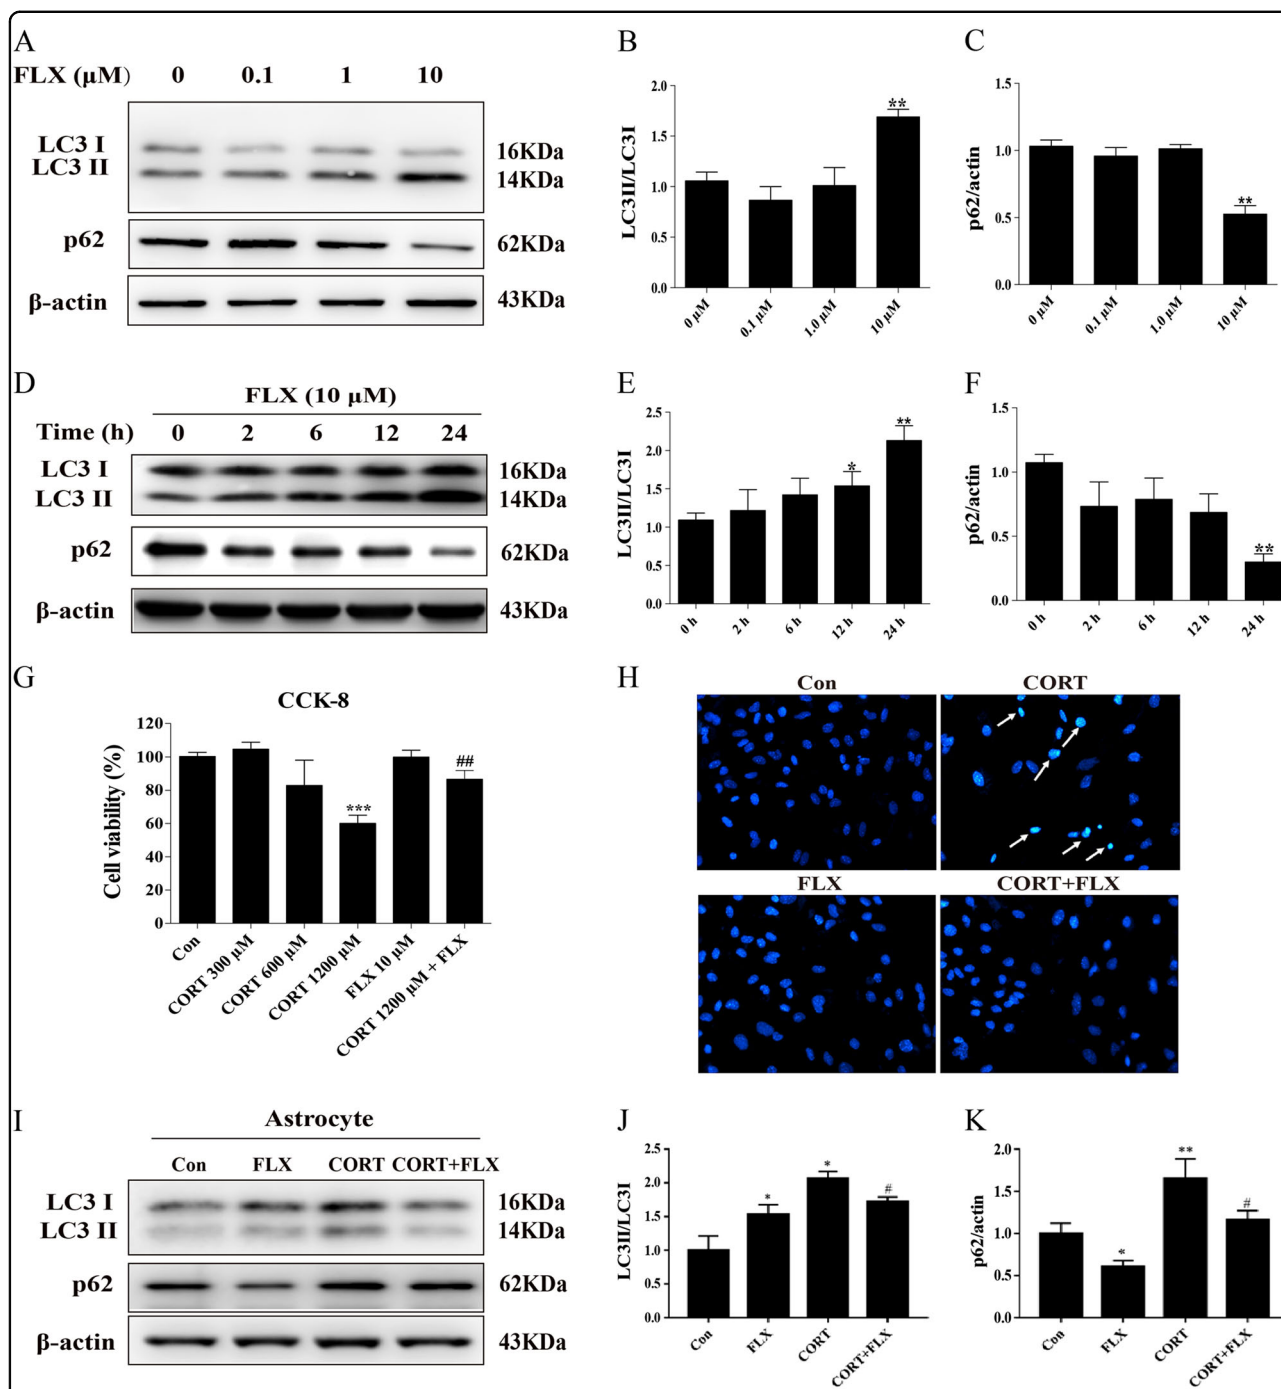 A
FLX (μM) 0 0.1 1 10
LC3 I
LC3 II
16KDa
14KDa
p62
62KDa
β-actin
43KDa
B
LC3II/LC3I
2.0
1.5
1.0
0.5
0.0
**
0 μM
0.1 μM
1.0 μM
10 μM
C
p62/actin
1.5
1.0
0.5
0.0
**
0 μM
0.1 μM
1.0 μM
10 μM
D
FLX (10 μM)
Time (h) 0 2 6 12 24
LC3 I
LC3 II
16KDa
14KDa
p62
62KDa
β-actin
43KDa
E
LC3II/LC3I
2.5
2.0
1.5
1.0
0.5
0.0
*
**
0 h
2 h
6 h
12 h
24 h
F
p62/actin
1.5
1.0
0.5
0.0
**
0 h
2 h
6 h
12 h
24 h
G
CCK-8
Cell viability (%)
120
100
80
60
40
20
0
***
##
Con
CORT 300 μM
CORT 600 μM
CORT 1200 μM
FLX 10 μM
CORT 1200 μM + FLX
H
Con
CORT
FLX
CORT+FLX
I
Astrocyte
Con FLX CORT CORT+FLX
LC3 I
LC3 II
16KDa
14KDa
p62
62KDa
β-actin
43KDa
J
LC3II/LC3I
2.5
2.0
1.5
1.0
0.5
0.0
*
*
#
Con
FLX
CORT
CORT+FLX
K
p62/actin
2.0
1.5
1.0
0.5
0.0
*
**
#
Con
FLX
CORT
CORT+FLX